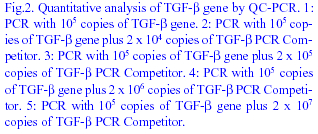 Fig.2. Quantitative analysis of TGF-β gene by QC-PCR. 1:
PCR with 10⁵ copies of TGF-β gene. 2: PCR with 10⁵ cop-
ies of TGF-β gene plus 2 x 10⁴ copies of TGF-β PCR Com-
petitor. 3: PCR with 10⁵ copies of TGF-β gene plus 2 x 10⁵
copies of TGF-β PCR Competitor. 4: PCR with 10⁵ copies
of TGF-β gene plus 2 x 10⁶ copies of TGF-β PCR Competi-
tor. 5: PCR with 10⁵ copies of TGF-β gene plus 2 x 10⁷
copies of TGF-β PCR Competitor.